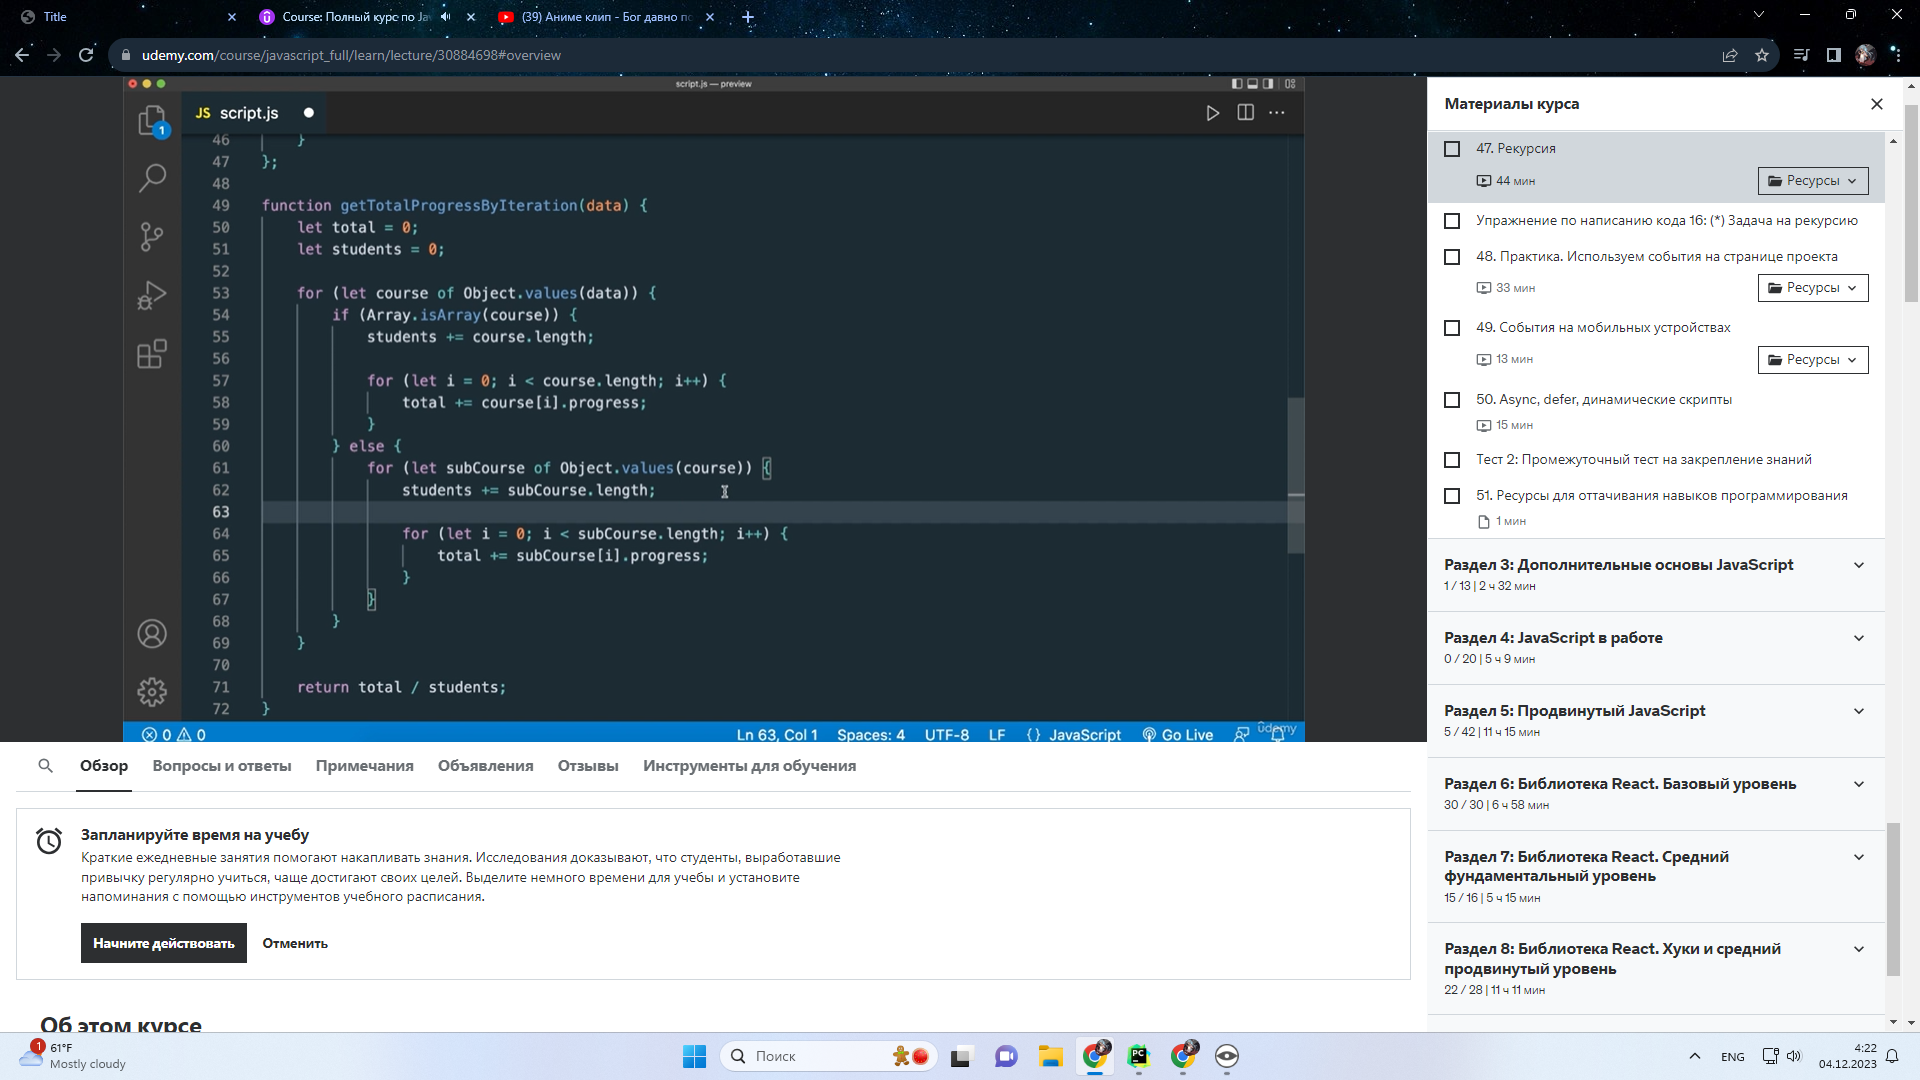 Title
Course: Полный курс по Ja
(39) Аниме клип - Бог давно п
udemy.com/course/javascript_full/learn/lecture/30884698#overview
script.js — preview
JS script.js
1
46 }
47 };
48
49 function getTotalProgressByIteration(data) {
50 let total = 0;
51 let students = 0;
52
53 for (let course of Object.values(data)) {
54 if (Array.isArray(course)) {
55 students += course.length;
56
57 for (let i = 0; i < course.length; i++) {
58 total += course[i].progress;
59 }
60 } else {
61 for (let subCourse of Object.values(course)) {
62 students += subCourse.length;
63
64 for (let i = 0; i < subCourse.length; i++) {
65 total += subCourse[i].progress;
66 }
67 }
68 }
69 }
70
71 return total / students;
72 }
0 0
Ln 63, Col 1 Spaces: 4 UTF-8 LF {} JavaScript Go Live
ûdemy
Обзор Вопросы и ответы Примечания Объявления Отзывы Инструменты для обучения
Запланируйте время на учебу
Краткие ежедневные занятия помогают накапливать знания. Исследования доказывают, что студенты, выработавшие
привычку регулярно учиться, чаще достигают своих целей. Выделите немного времени для учебы и установите
напоминания с помощью инструментов учебного расписания.
Начните действовать Отменить
Об этом курсе
Материалы курса
47. Рекурсия
44 мин
Ресурсы
Упражнение по написанию кода 16: (*) Задача на рекурсию
48. Практика. Используем события на странице проекта
33 мин
Ресурсы
49. События на мобильных устройствах
13 мин
Ресурсы
50. Async, defer, динамические скрипты
15 мин
Тест 2: Промежуточный тест на закрепление знаний
51. Ресурсы для оттачивания навыков программирования
1 мин
Раздел 3: Дополнительные основы JavaScript
1 / 13 | 2 ч 32 мин
Раздел 4: JavaScript в работе
0 / 20 | 5 ч 9 мин
Раздел 5: Продвинутый JavaScript
5 / 42 | 11 ч 15 мин
Раздел 6: Библиотека React. Базовый уровень
30 / 30 | 6 ч 58 мин
Раздел 7: Библиотека React. Средний
фундаментальный уровень
15 / 16 | 5 ч 15 мин
Раздел 8: Библиотека React. Хуки и средний
продвинутый уровень
22 / 28 | 11 ч 11 мин
1
61°F
Mostly cloudy
Поиск
PC
ENG
4:22
04.12.2023